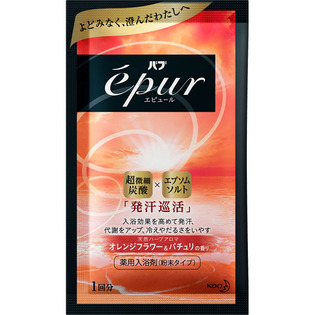 よどみなく、澄んだわたしへ
バブ
épur
エピュール
超微細
炭酸
×
エプソム
ソルト
「発汗巡活」
入浴効果を高めて発汗、
代謝をアップ、冷えやだるさをいやす
天然ハーブアロマ
オレンジフラワー&パチュリの香り
薬用入浴剤(粉末タイプ)
1回分
KAO